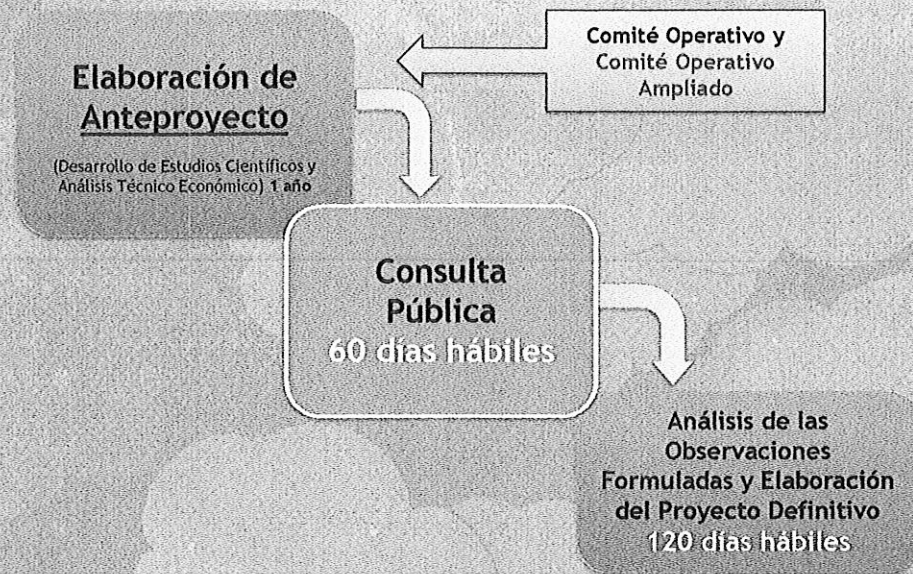 Elaboración de
Anteproyecto
(Desarrollo de Estudios Científicos y
Análisis Técnico Económico) 1 año
Comité Operativo y
Comité Operativo
Ampliado
Consulta
Pública
60 días hábiles
Análisis de las
Observaciones
Formuladas y Elaboración
del Proyecto Definitivo
120 días hábiles